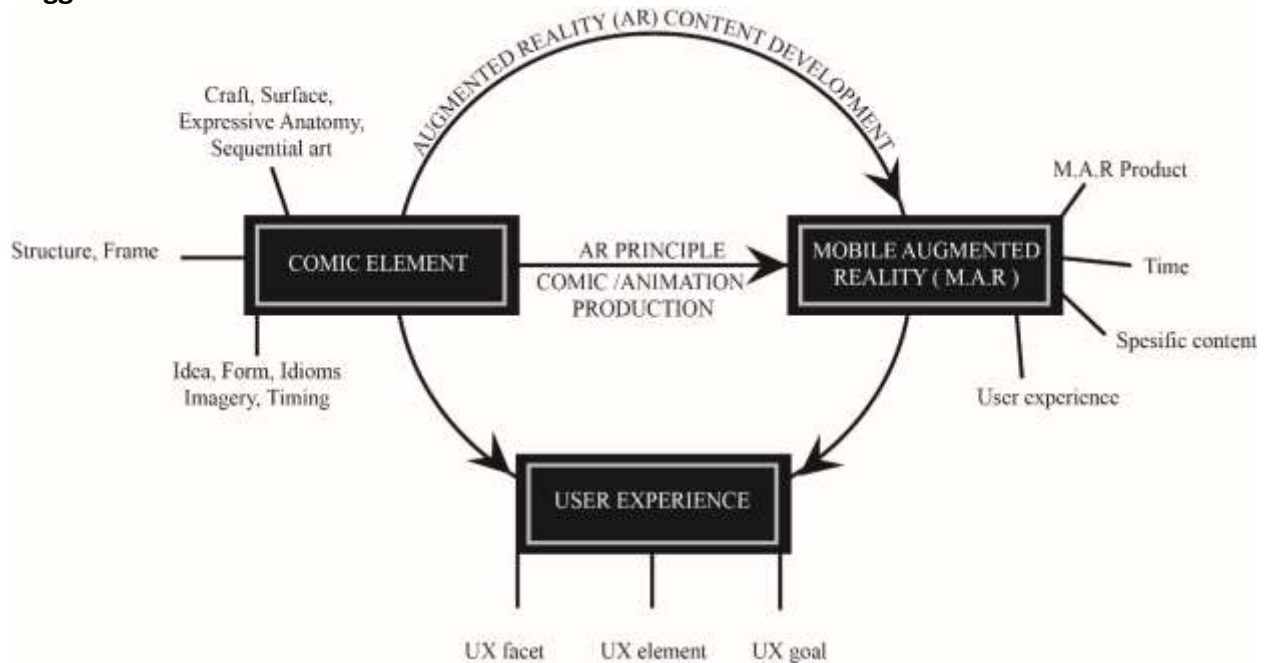 AUGMENTED REALITY (AR) CONTENT DEVELOPMENT
Craft, Surface,
Expressive Anatomy,
Sequential art
Structure, Frame
COMIC ELEMENT
Idea, Form, Idioms
Imagery, Timing
AR PRINCIPLE
COMIC /ANIMATION
PRODUCTION
M.A.R Product
MOBILE AUGMENTED
REALITY ( M.A.R )
Time
Spesific content
User experience
USER EXPERIENCE
UX facet
UX element
UX goal